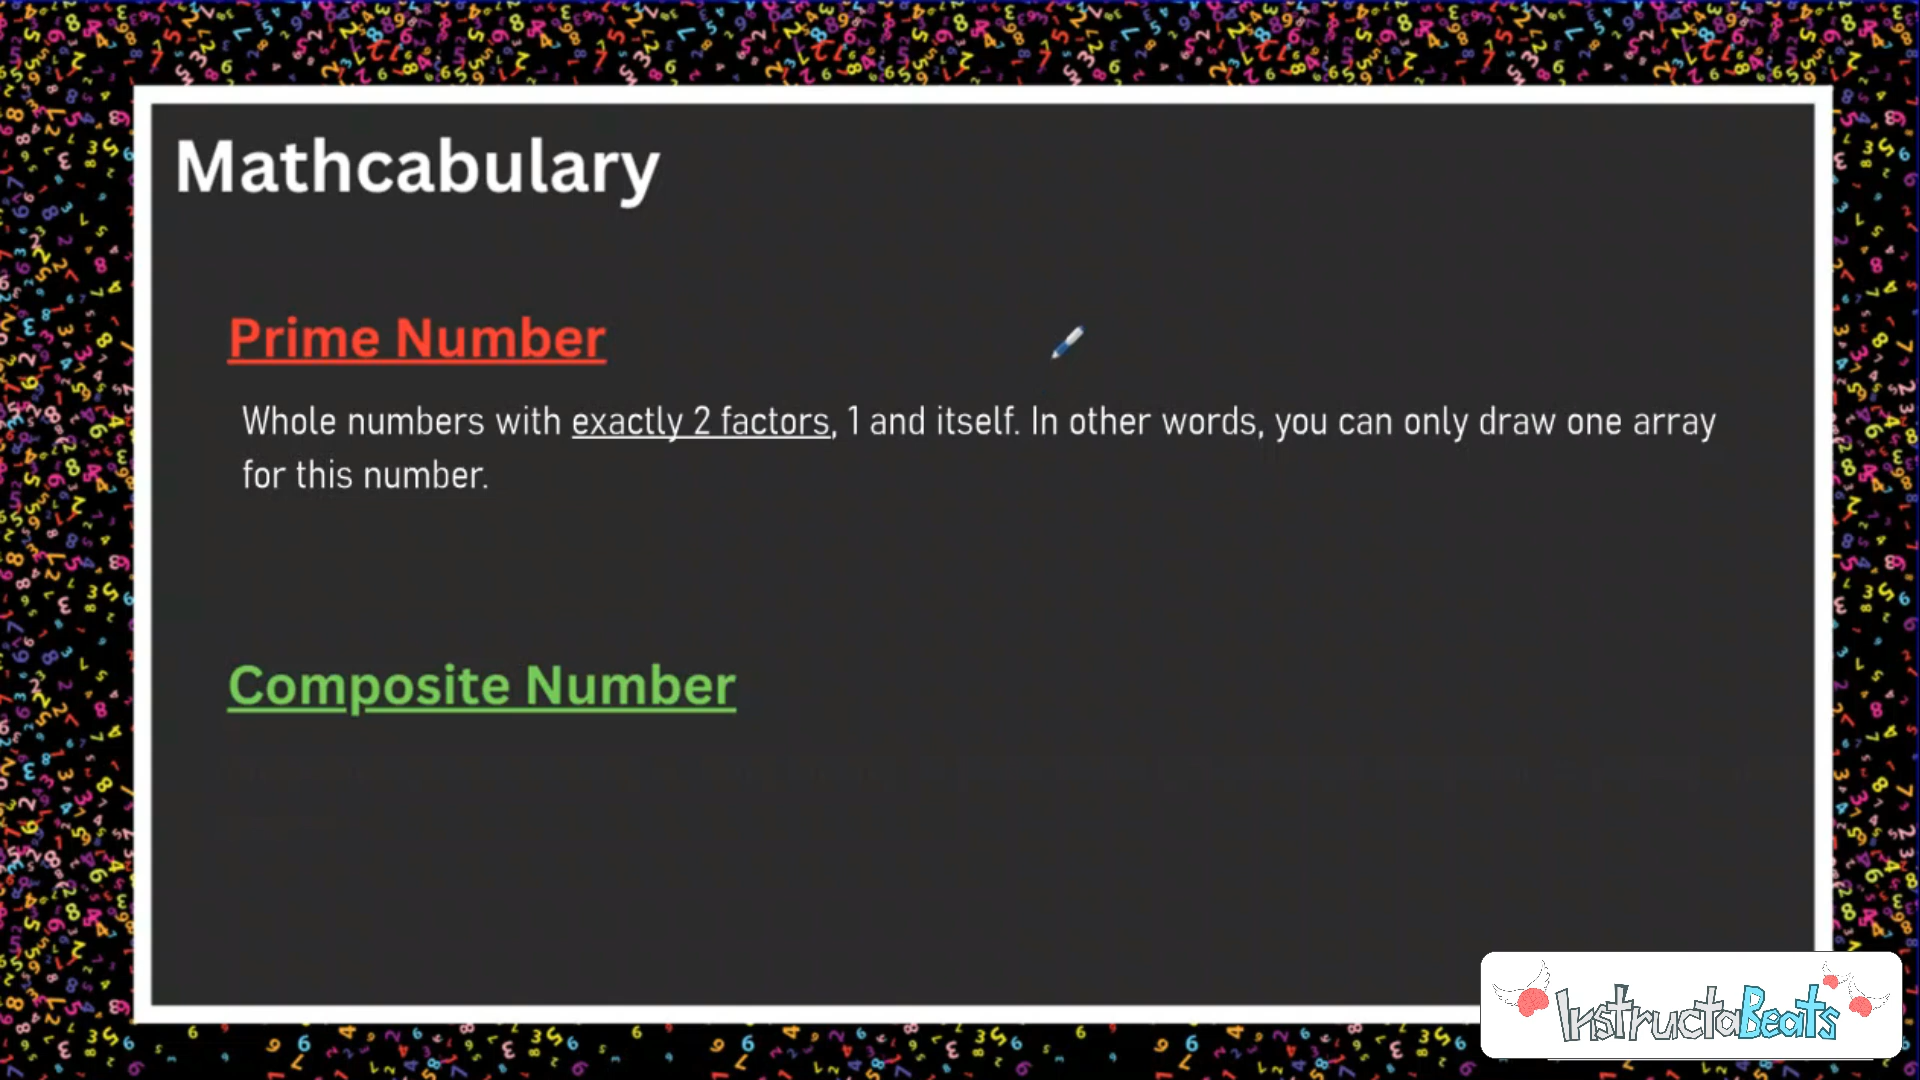 Mathcabulary
Prime Number
Whole numbers with exactly 2 factors, 1 and itself. In other words, you can only draw one array
for this number.
Composite Number
InstructaBeats